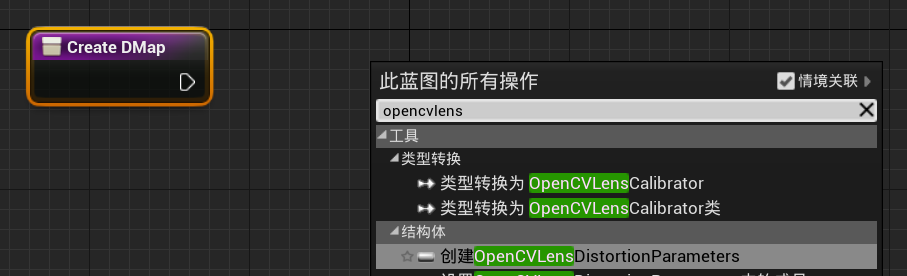 Create DMap
此蓝图的所有操作
情境关联
opencvlens
工具
类型转换
类型转换为 OpenCVLensCalibrator
类型转换为 OpenCVLensCalibrator类
结构体
创建OpenCVLensDistortionParameters